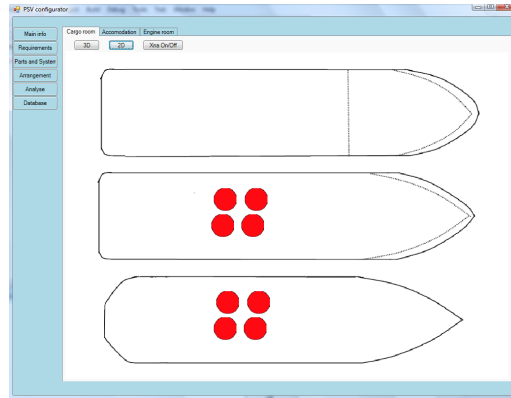 PSV configurator
Main info
Requirements
Parts and System
Arrangement
Analyse
Database
Cargo room Accomodation Engine room
3D 2D Xna On/Off